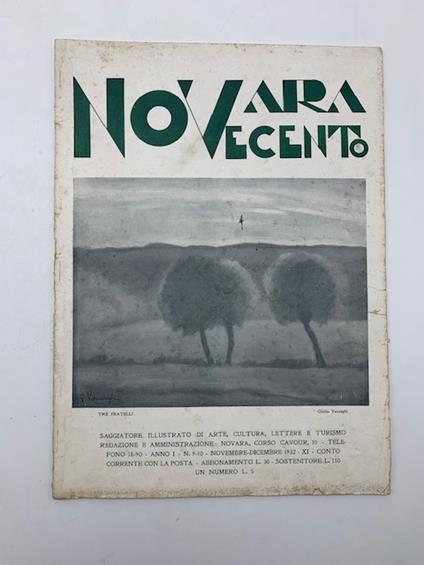 NOVARA
NOVECENTO
TRE FRATELLI
SAGGIATORE ILLUSTRATO DI ARTE, CULTURA, LETTERE E TURISMO
REDAZIONE E AMMINISTRAZIONE: NOVARA, CORSO CAVOUR, 10 - TELE-
FONO 18-90 - ANNO I - N. 9-10 - NOVEMBRE-DICEMBRE 1932 - XI - CONTO
CORRENTE CON LA POSTA - ABBONAMENTO L. 30 - SOSTENITORE L. 150
UN NUMERO L. 5